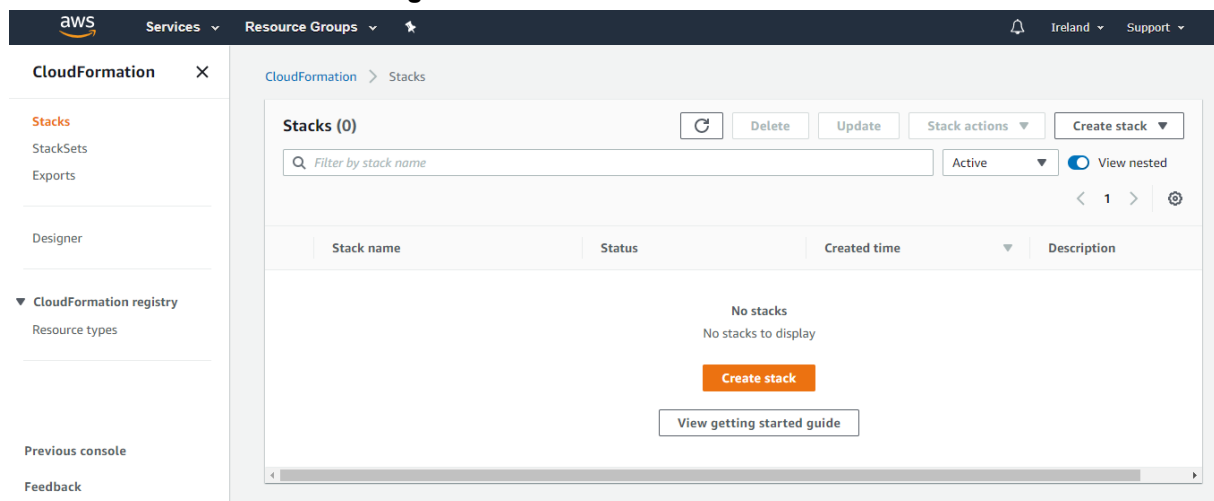 aws Services Resource Groups Ireland Support
CloudFormation
CloudFormation > Stacks
Stacks
StackSets
Exports
Designer
CloudFormation registry
Resource types
Previous console
Feedback
Stacks (0) Delete Update Stack actions Create stack
Filter by stack name Active View nested
< 1 >
Stack name Status Created time Description
No stacks
No stacks to display
Create stack
View getting started guide